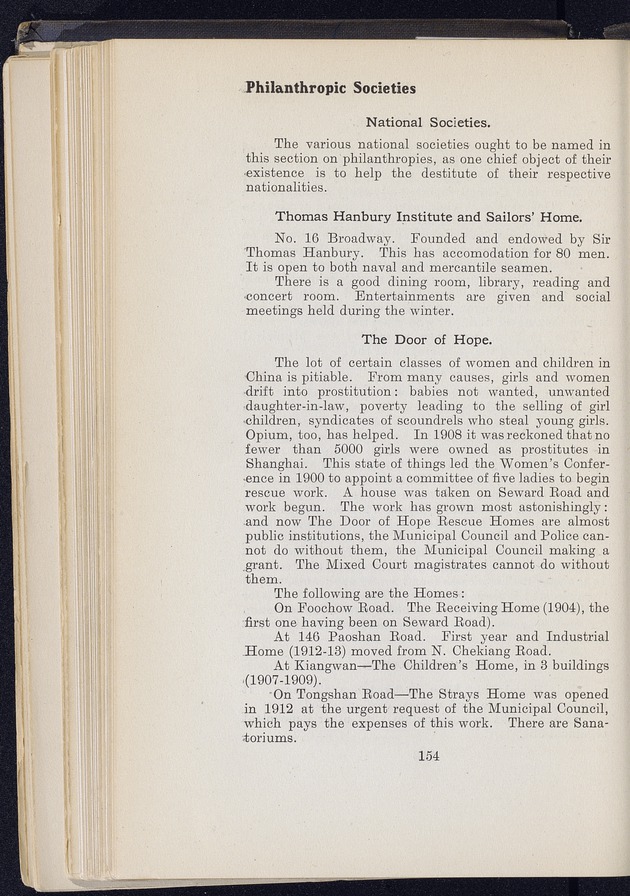 Philanthropic Societies
National Societies.
The various national societies ought to be named in
this section on philanthropies, as one chief object of their
existence is to help the destitute of their respective
nationalities.
Thomas Hanbury Institute and Sailors' Home.
No. 16 Broadway. Founded and endowed by Sir
Thomas Hanbury. This has accomodation for 80 men.
It is open to both naval and mercantile seamen.
There is a good dining room, library, reading and
concert room. Entertainments are given and social
meetings held during the winter.
The Door of Hope.
The lot of certain classes of women and children in
China is pitiable. From many causes, girls and women
drift into prostitution: babies not wanted, unwanted
daughter-in-law, poverty leading to the selling of girl
children, syndicates of scoundrels who steal young girls.
Opium, too, has helped. In 1908 it was reckoned that no
fewer than 5000 girls were owned as prostitutes in
Shanghai. This state of things led the Women's Confer-
ence in 1900 to appoint a committee of five ladies to begin
rescue work. A house was taken on Seward Road and
work begun. The work has grown most astonishingly:
and now The Door of Hope Rescue Homes are almost
public institutions, the Municipal Council and Police can-
not do without them, the Municipal Council making a
grant. The Mixed Court magistrates cannot do without
them.
The following are the Homes:
On Foochow Road. The Receiving Home (1904), the
first one having been on Seward Road).
At 146 Paoshan Road. First year and Industrial
Home (1912-13) moved from N. Chekiang Road.
At Kiangwan—The Children's Home, in 3 buildings
(1907-1909).
On Tongshan Road—The Strays Home was opened
in 1912 at the urgent request of the Municipal Council,
which pays the expenses of this work. There are Sana-
toriums.
154